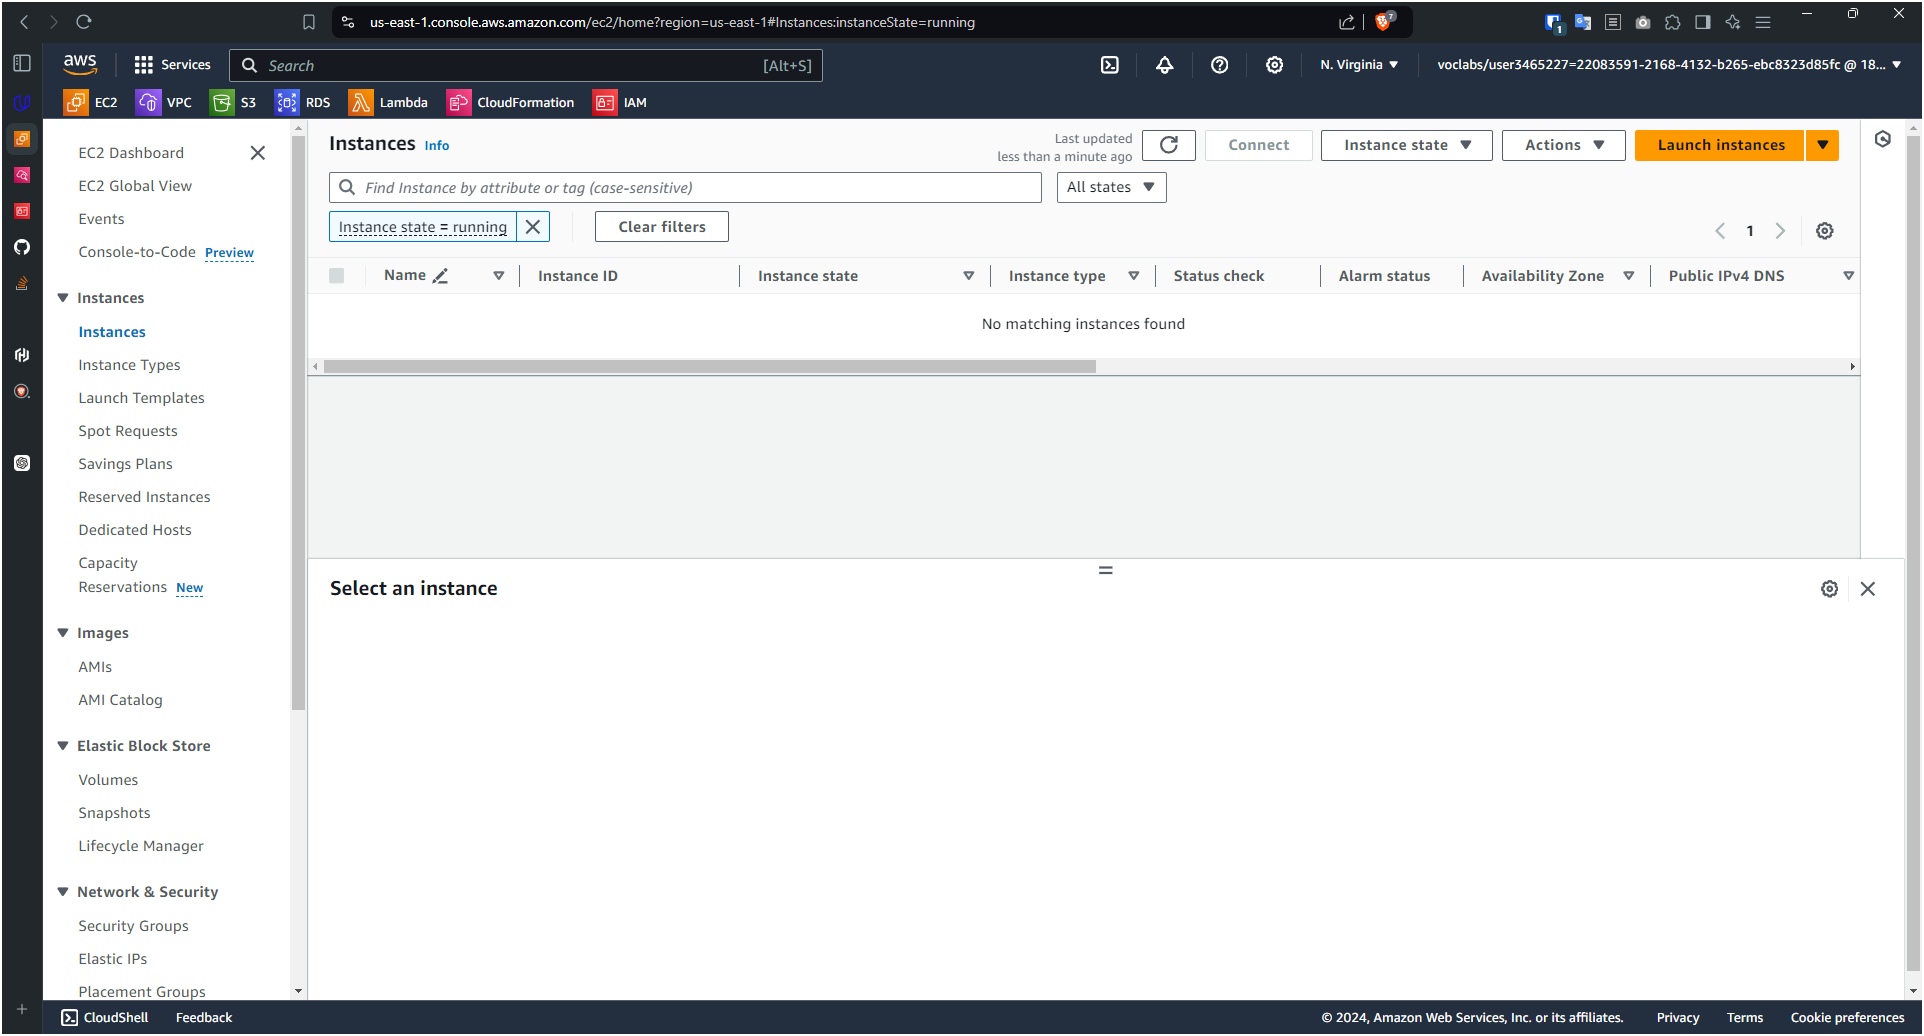 us-east-1.console.aws.amazon.com/ec2/home?region=us-east-1#Instances:instanceState=running
7
1
aws
Services
Search
[Alt+S]
N. Virginia
voclabs/user3465227=22083591-2168-4132-b265-ebc8323d85fc @ 18...
EC2
VPC
S3
RDS
Lambda
CloudFormation
IAM
EC2 Dashboard
EC2 Global View
Events
Console-to-Code Preview
Instances
Instances
Instance Types
Launch Templates
Spot Requests
Savings Plans
Reserved Instances
Dedicated Hosts
Capacity
Reservations New
Images
AMIs
AMI Catalog
Elastic Block Store
Volumes
Snapshots
Lifecycle Manager
Network & Security
Security Groups
Elastic IPs
Placement Groups
Instances Info
Last updated
less than a minute ago
Connect
Instance state
Actions
Launch instances
Find Instance by attribute or tag (case-sensitive)
All states
Instance state = running
Clear filters
1
Name
Instance ID
Instance state
Instance type
Status check
Alarm status
Availability Zone
Public IPv4 DNS
No matching instances found
Select an instance
CloudShell
Feedback
© 2024, Amazon Web Services, Inc. or its affiliates.
Privacy
Terms
Cookie preferences